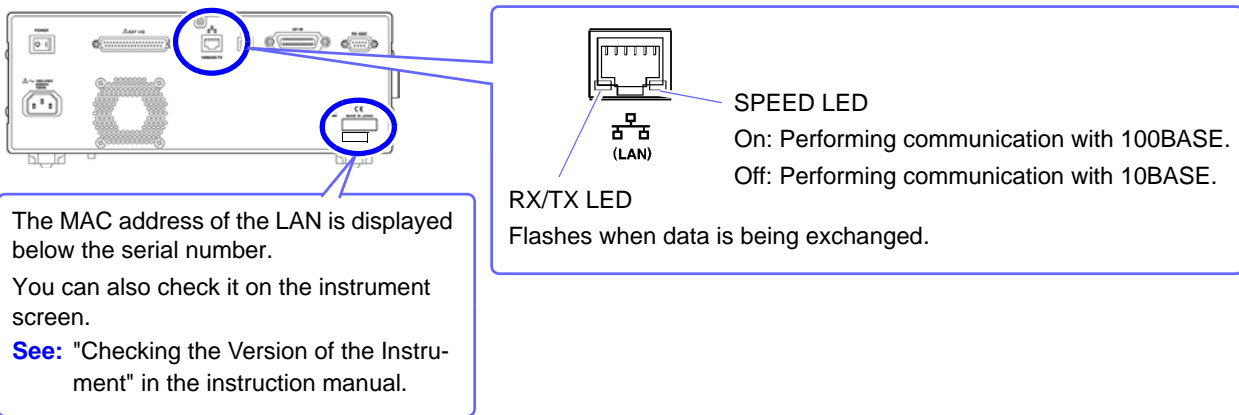 POWER
EXT I/O
100BASE-TX
GP-IB
RS-232C
CE
MADE IN JAPAN
(LAN)
SPEED LED
On: Performing communication with 100BASE.
Off: Performing communication with 10BASE.
RX/TX LED
Flashes when data is being exchanged.
The MAC address of the LAN is displayed
below the serial number.
You can also check it on the instrument
screen.
See: "Checking the Version of the Instru-
ment" in the instruction manual.